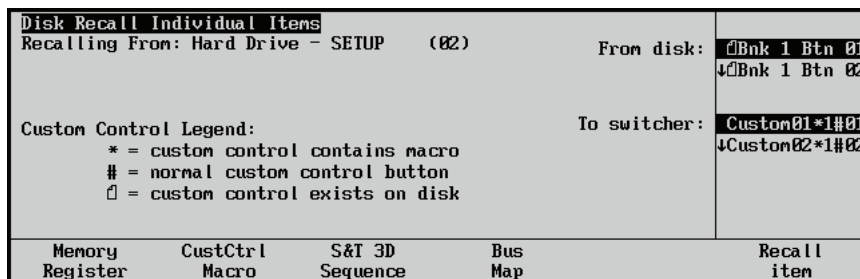 Disk Recall Individual Items
Recalling From: Hard Drive - SETUP (02)
From disk: Bnk 1 Btn 01
↓Bnk 1 Btn 02
Custom Control Legend:
To switcher: Custom01*1#01
↓Custom02*1#02
* = custom control contains macro
# = normal custom control button
= custom control exists on disk
Memory Register
CustCtrl Macro
S&T 3D Sequence
Bus Map
Recall item